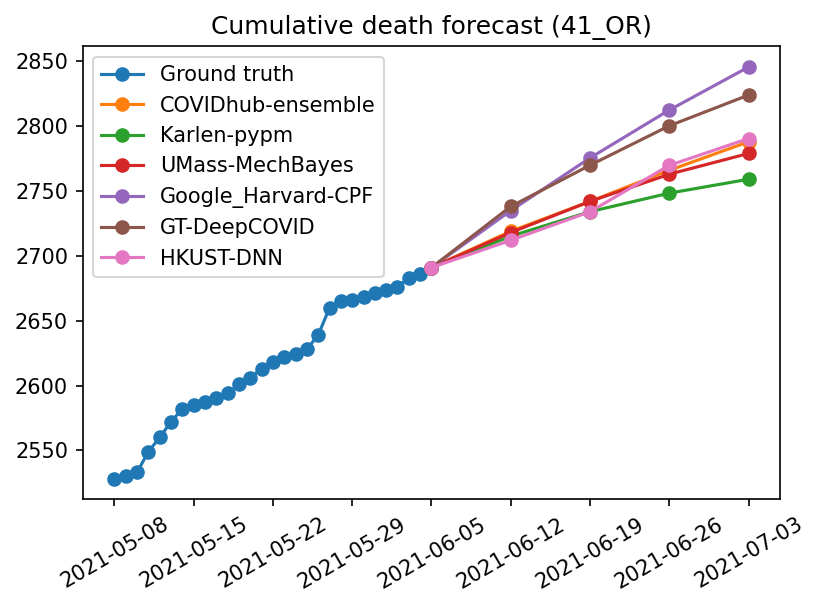 Cumulative death forecast (41_OR)
2850
2800
2750
2700
2650
2600
2550
Ground truth
COVIDhub-ensemble
Karlen-pypm
UMass-MechBayes
Google_Harvard-CPF
GT-DeepCOVID
HKUST-DNN
2021-05-08
2021-05-15
2021-05-22
2021-05-29
2021-06-05
2021-06-12
2021-06-19
2021-06-26
2021-07-03